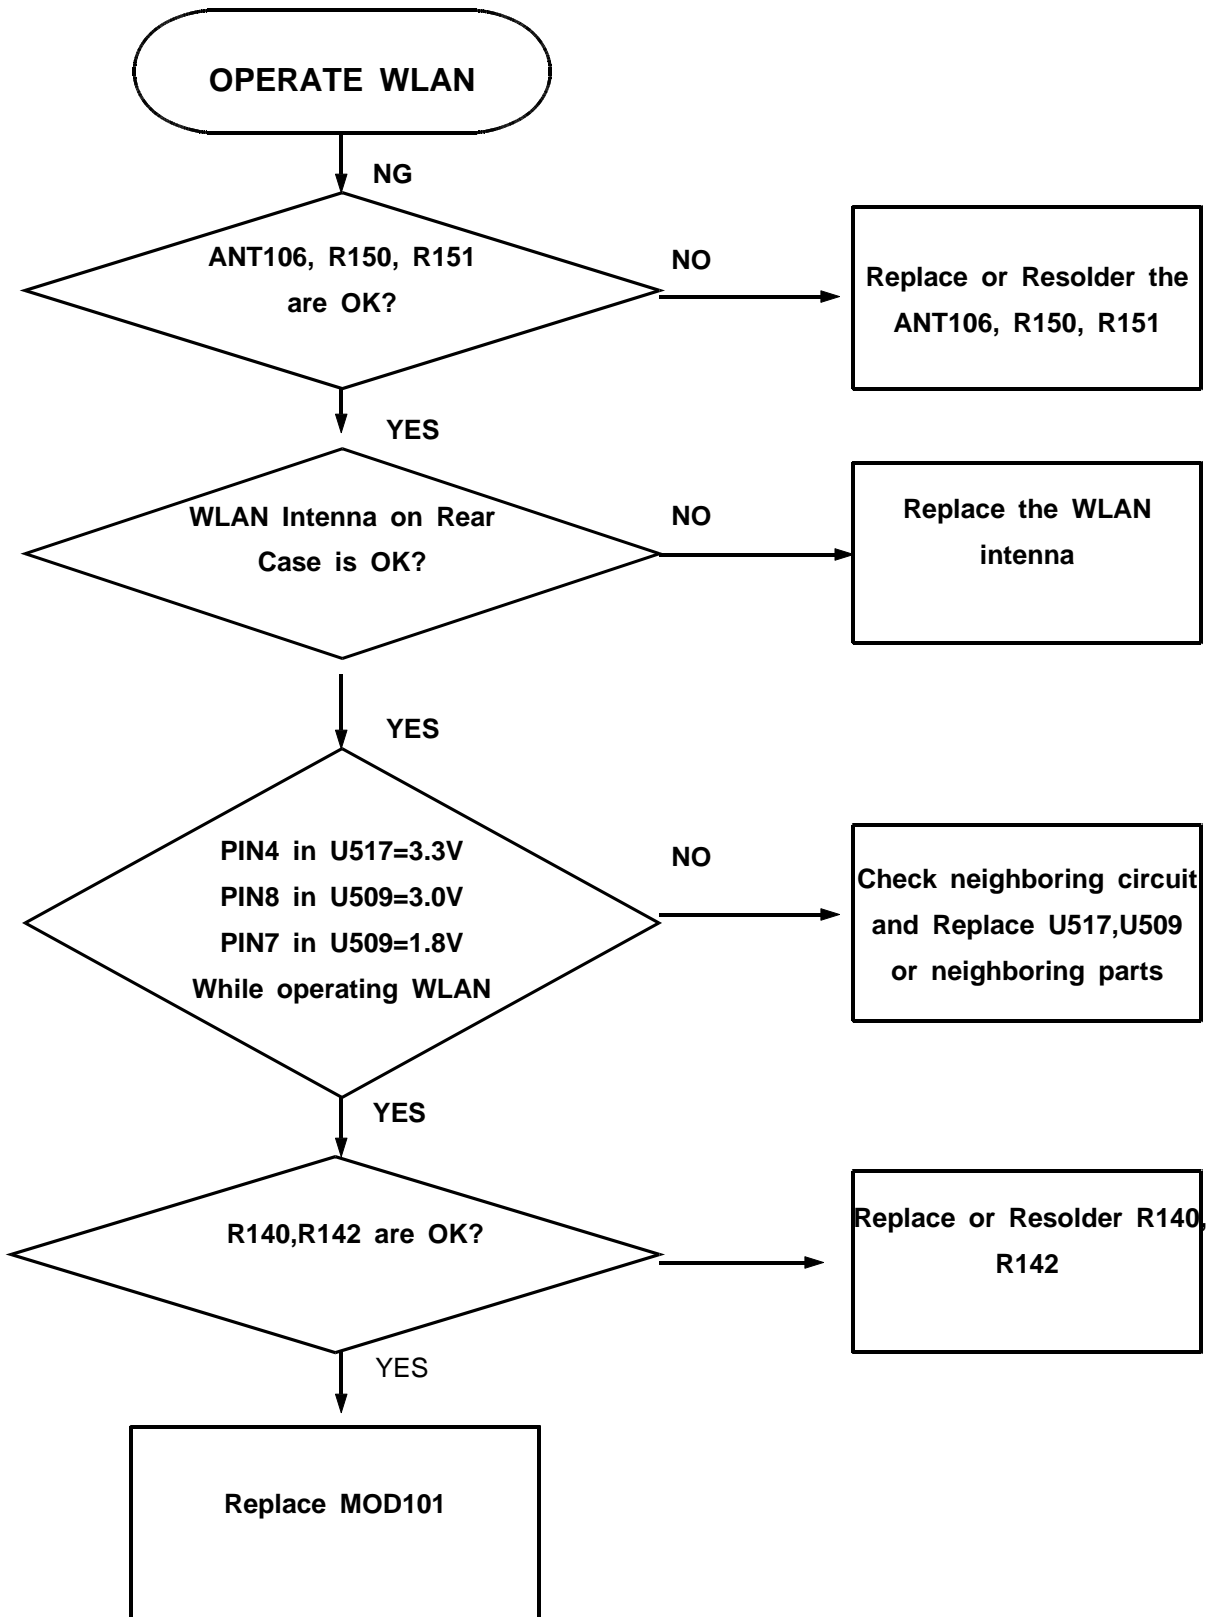 OPERATE WLAN
NG
ANT106, R150, R151
are OK?
NO
Replace or Resolder the
ANT106, R150, R151
YES
WLAN Intenna on Rear
Case is OK?
NO
Replace the WLAN
intenna
YES
PIN4 in U517=3.3V
PIN8 in U509=3.0V
PIN7 in U509=1.8V
While operating WLAN
NO
Check neighboring circuit
and Replace U517,U509
or neighboring parts
YES
R140,R142 are OK?
Replace or Resolder R140,
R142
YES
Replace MOD101